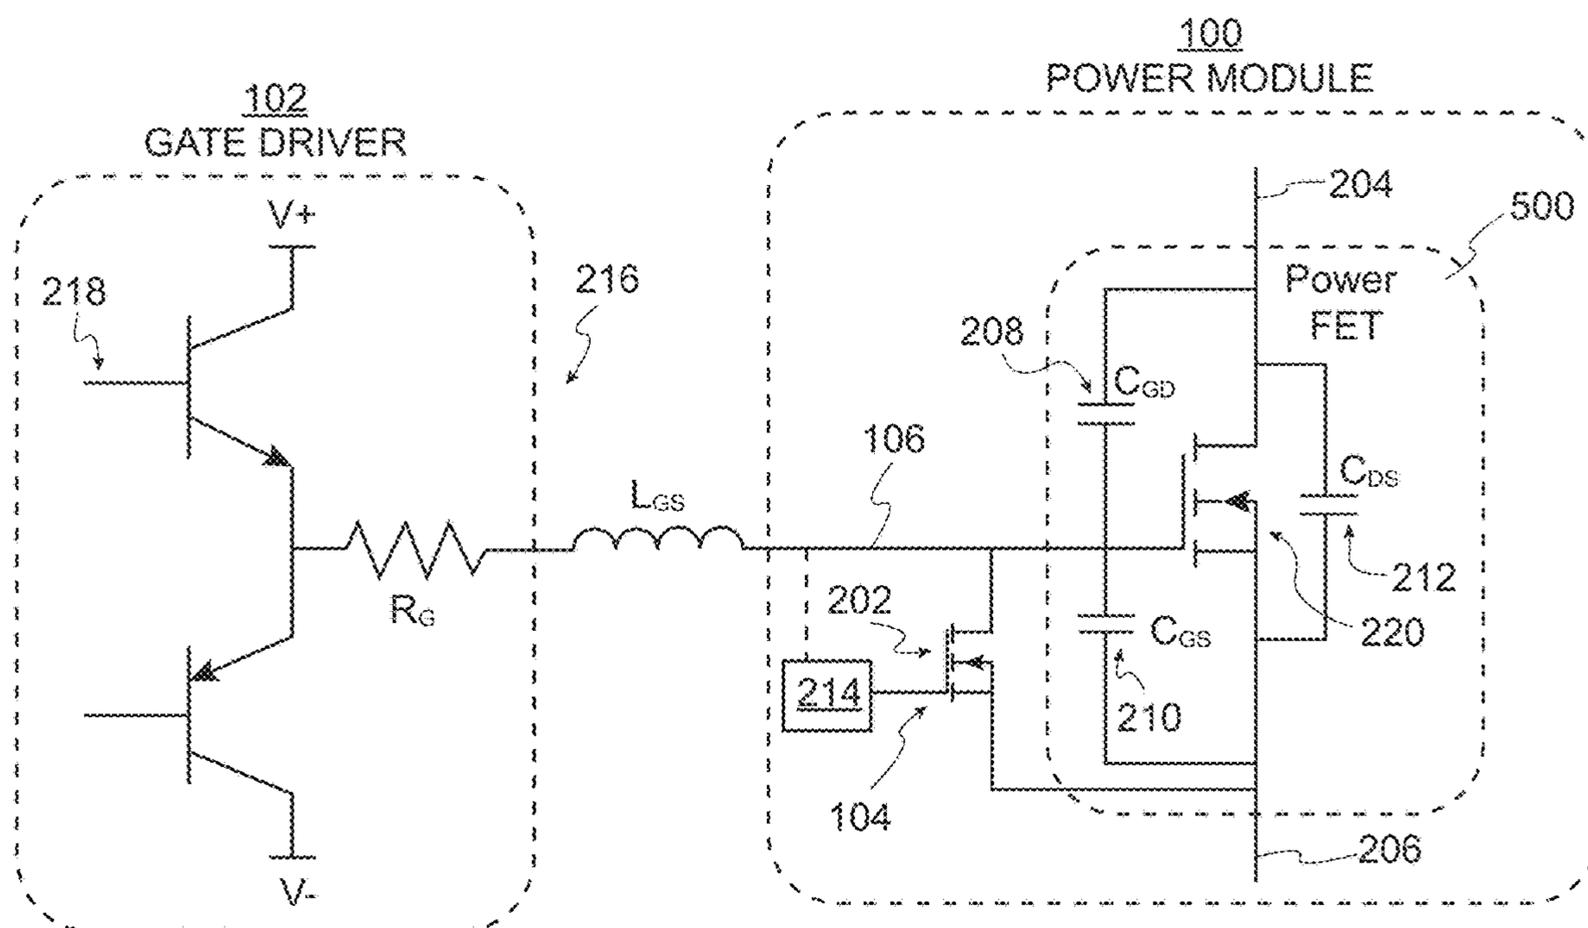 100
POWER MODULE
102
GATE DRIVER
V+
218
216
204
500
Power
FET
208
CGD
106
LGS
CDS
RG
202
212
220
CGS
214
210
104
206
V-